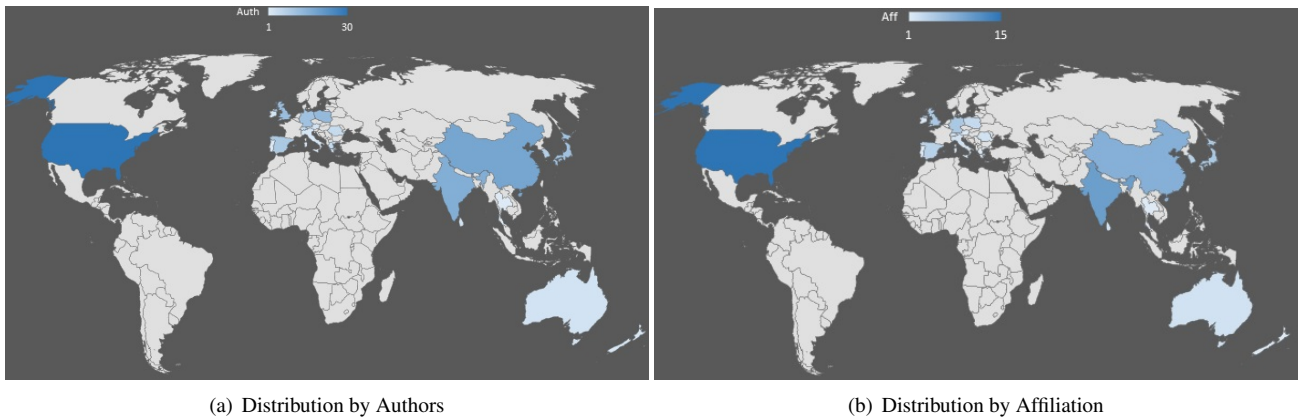 Auth
1 30
Aff
1 15
(a) Distribution by Authors
(b) Distribution by Affiliation